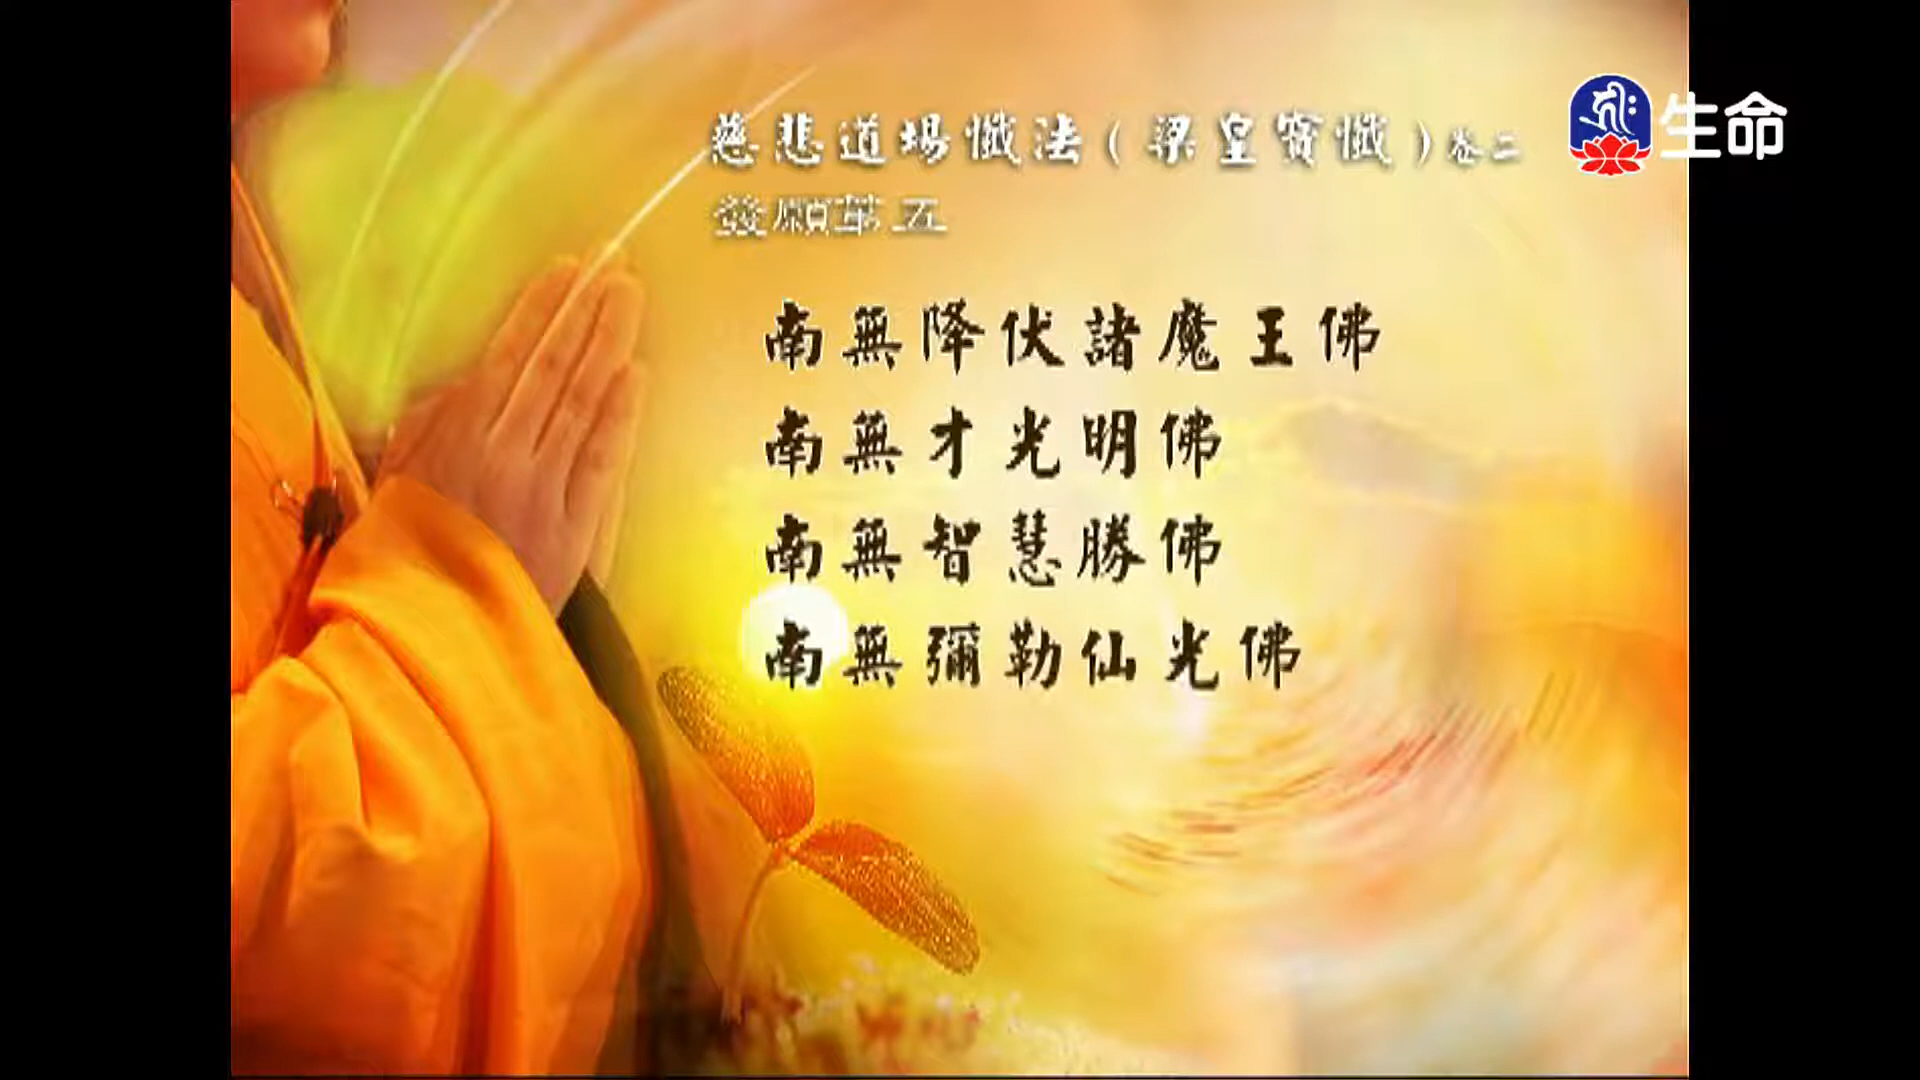 慈悲道場懺法(梁皇寶懺)卷二
發願第五
南無降伏諸魔王佛
南無才光明佛
南無智慧勝佛
南無彌勒仙光佛
生命